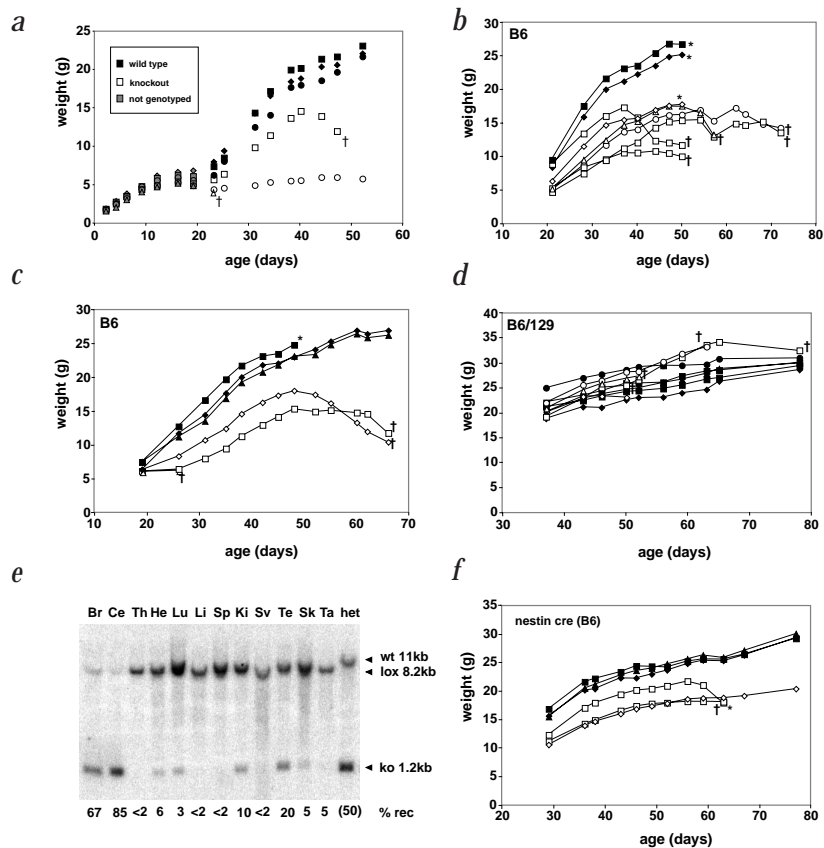 a
weight (g)
25
20
15
10
5
0
wild type
knockout
not genotyped
†
†
0 10 20 30 40 50 60
age (days)
b
B6
weight (g)
30
25
20
15
10
5
0
*
*
*
†
†
†
†
†
10 20 30 40 50 60 70 80
age (days)
c
B6
weight (g)
30
25
20
15
10
5
0
*
†
†
†
10 20 30 40 50 60 70
age (days)
d
B6/129
weight (g)
40
35
30
25
20
15
10
5
0
†
†
†
††
30 40 50 60 70 80
age (days)
e
Br Ce Th He Lu Li Sp Ki Sv Te Sk Ta het
wt 11kb
lox 8.2kb
ko 1.2kb
67 85 <2 6 3 <2 <2 10 <2 20 5 5 (50) % rec
f
nestin cre (B6)
weight (g)
35
30
25
20
15
10
5
0
†*
20 30 40 50 60 70 80
age (days)